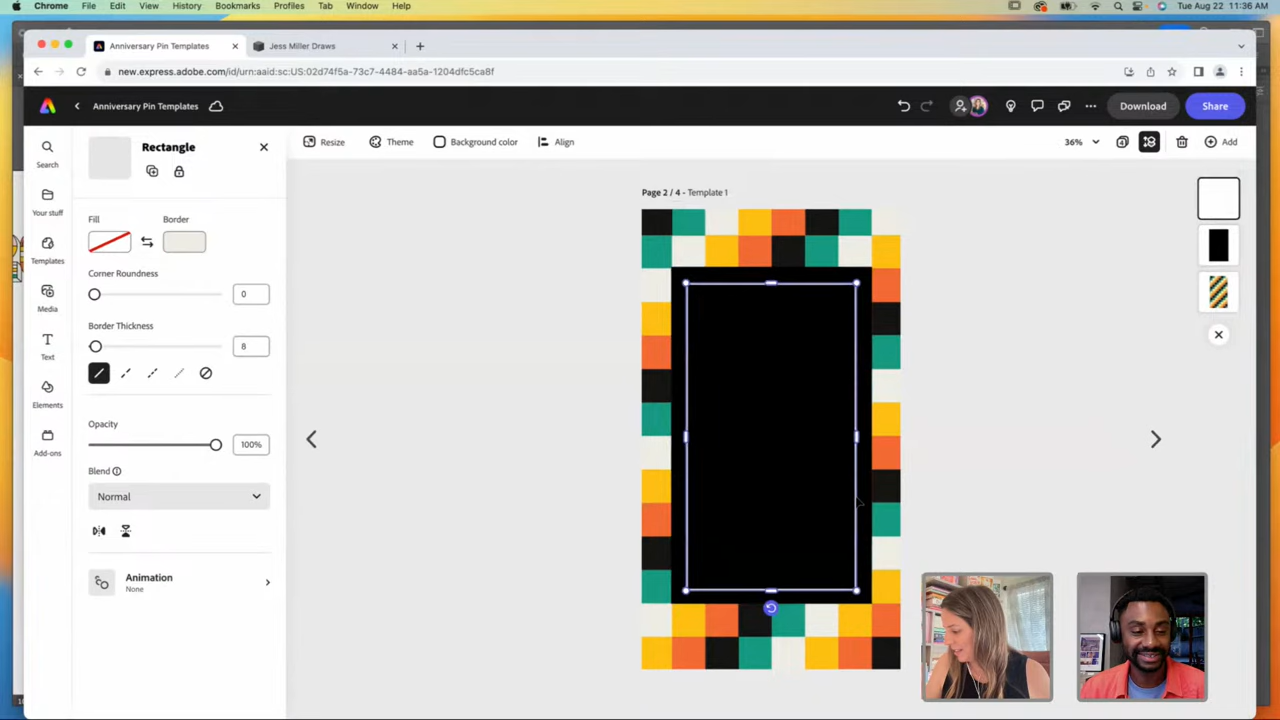 Chrome File Edit View History Bookmarks Profiles Tab Window Help Tue Aug 22 11:36 AM
Anniversary Pin Templates Jess Miller Draws
new.express.adobe.com/id/urn:aaid:sc:US:02d74f5a-73c7-4484-aa5a-1204dfc5ca8f
Anniversary Pin Templates Download Share
Search
Your stuff
Templates
Media
Text
Elements
Add-ons
Rectangle
Fill Border
Corner Roundness
0
Border Thickness
8
Opacity
100%
Blend
Normal
Animation
None
Resize Theme Background color Align 36% 4 Add
Page 2 / 4 - Template 1